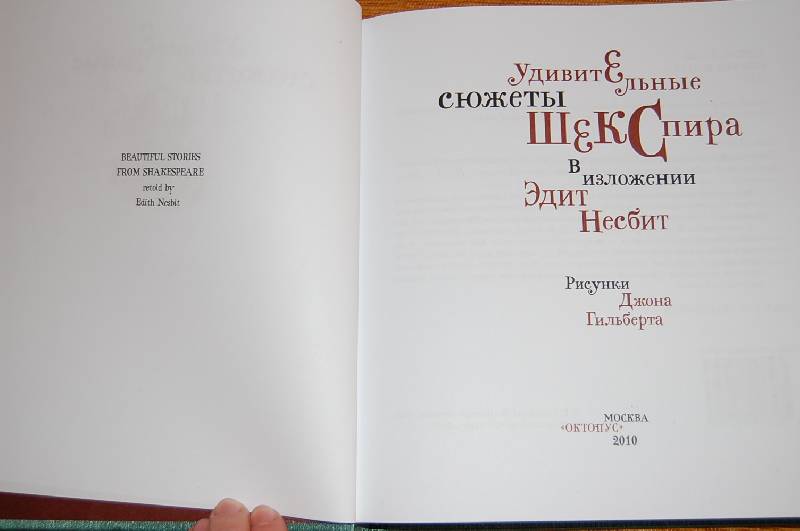 BEAUTIFUL STORIES
FROM SHAKESPEARE
retold by
Edith Nesbit
Удивительные
сюжеты
Шекспира
в изложении
Эдит
Несбит
Рисунки
Джона
Гильберта
МОСКВА
«ОКТОПУС»
2010